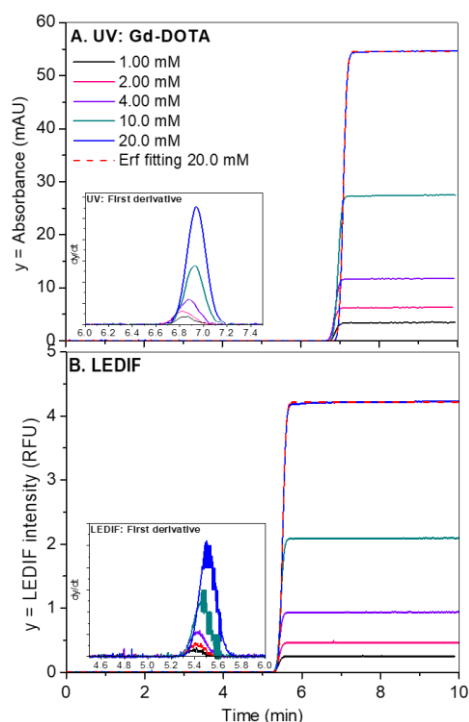 A. UV: Gd-DOTA
1.00 mM
2.00 mM
4.00 mM
10.0 mM
20.0 mM
Erf fitting 20.0 mM
y = Absorbance (mAU)
60
50
40
30
20
10
0
UV: First derivative
dy/dt
6.0 6.2 6.4 6.6 6.8 7.0 7.2 7.4
B. LEDIF
y = LEDIF intensity (RFU)
5
4
3
2
1
0
LEDIF: First derivative
dy/dt
4.6 4.8 5.0 5.2 5.4 5.6 5.8 6.0
0 2 4 6 8 10
Time (min)